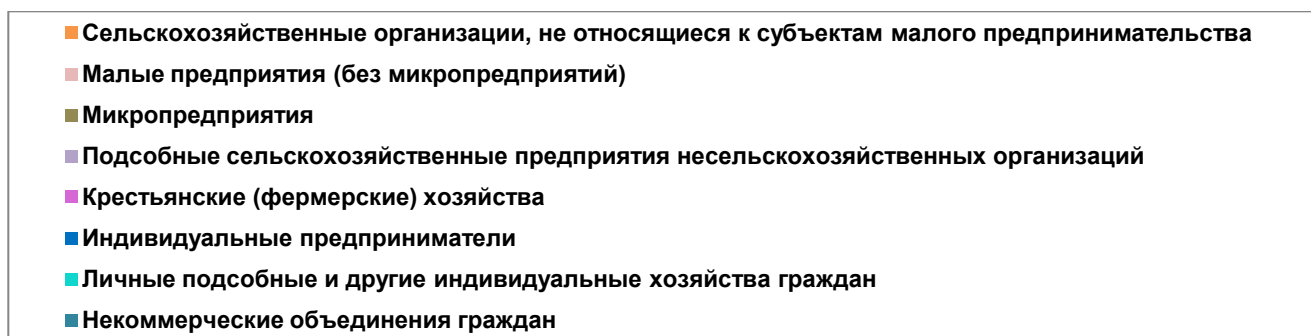 Сельскохозяйственные организации, не относящиеся к субъектам малого предпринимательства
Малые предприятия (без микропредприятий)
Микропредприятия
Подсобные сельскохозяйственные предприятия несельскохозяйственных организаций
Крестьянские (фермерские) хозяйства
Индивидуальные предприниматели
Личные подсобные и другие индивидуальные хозяйства граждан
Некоммерческие объединения граждан